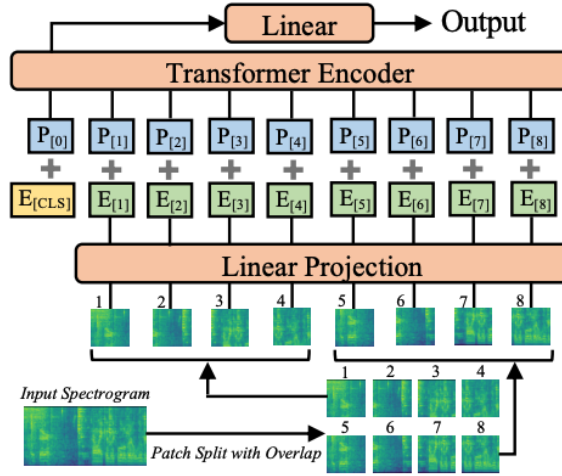 Linear Output
Transformer Encoder
P[0] P[1] P[2] P[3] P[4] P[5] P[6] P[7] P[8]
+ + + + + + + + +
E[CLS] E[1] E[2] E[3] E[4] E[5] E[6] E[7] E[8]
Linear Projection
1 2 3 4 5 6 7 8
1 2 3 4
Input Spectrogram
5 6 7 8
Patch Split with Overlap